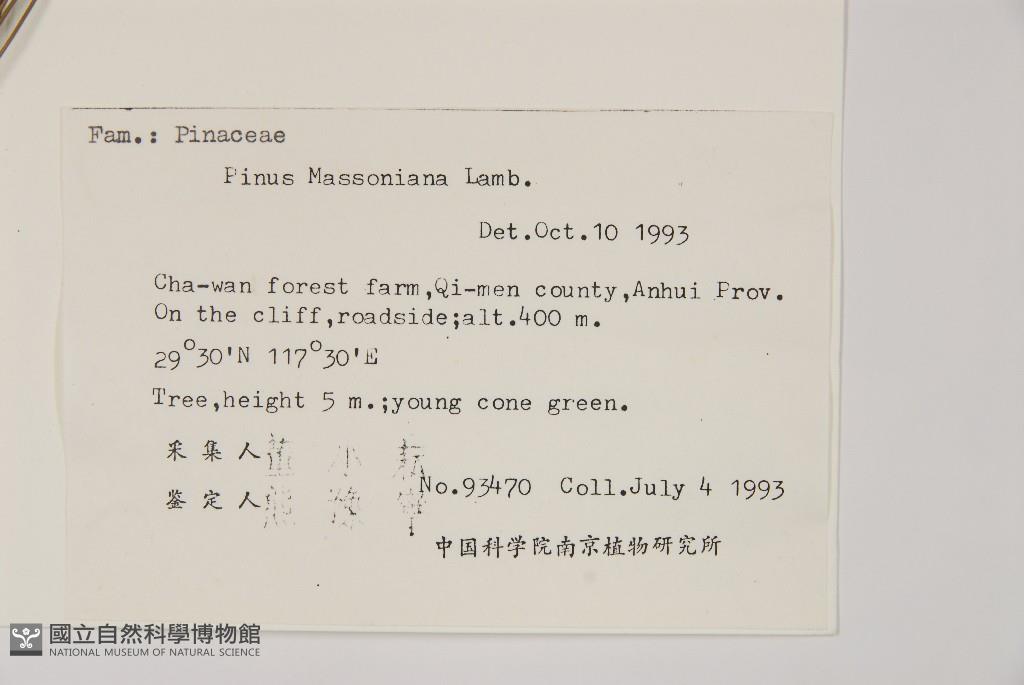 Fam.: Pinaceae
Pinus Massoniana Lamb.
Det.Oct.10 1993
Cha-wan forest farm,Qi-men county,Anhui Prov.
On the cliff,roadside;alt.400 m.
29°30'N 117°30'E
Tree,height 5 m.;young cone green.
采集人 小
No.93470 Coll.July 4 1993
鉴定人 熊
中国科学院南京植物研究所
國立自然科學博物館
NATIONAL MUSEUM OF NATURAL SCIENCE